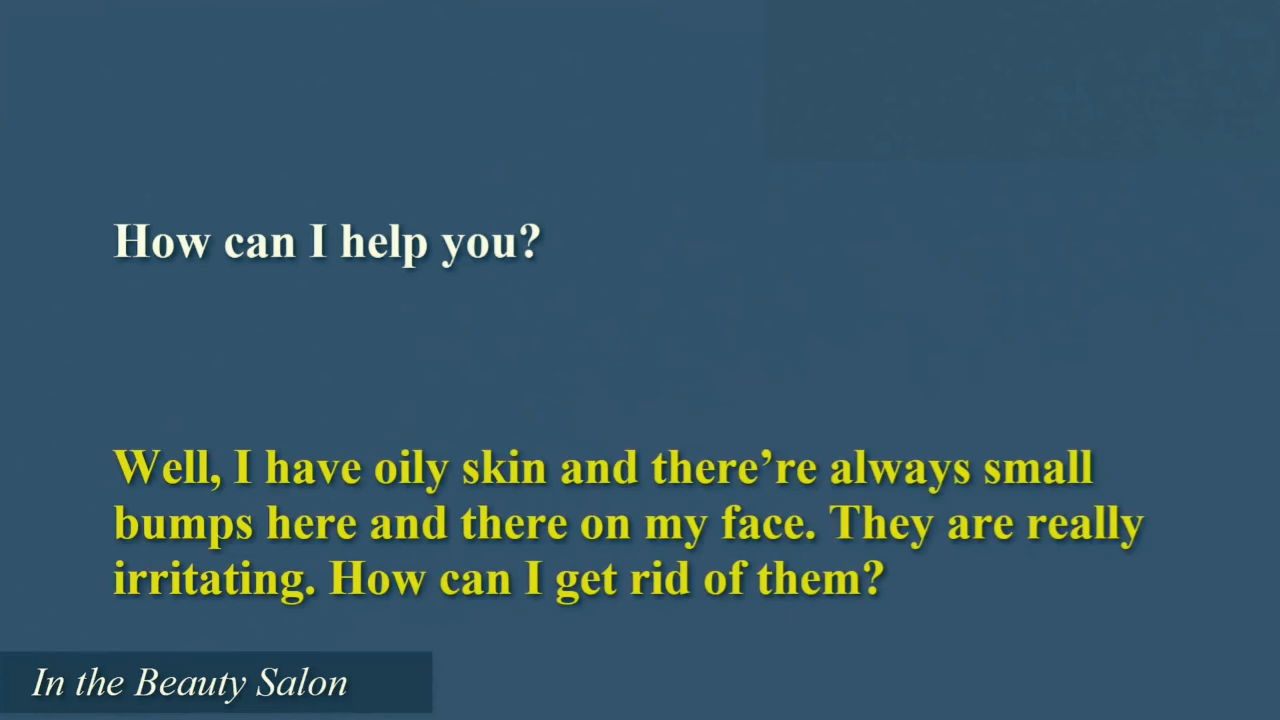 How can I help you?
Well, I have oily skin and there’re always small
bumps here and there on my face. They are really
irritating. How can I get rid of them?
In the Beauty Salon